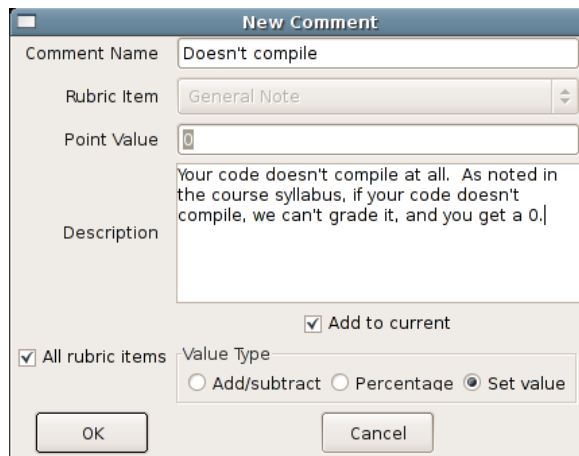 New Comment
Comment Name Doesn't compile
Rubric Item General Note
Point Value 0
Your code doesn't compile at all.  As noted in
the course syllabus, if your code doesn't
compile, we can't grade it, and you get a 0.
Description
Add to current
All rubric items Value Type
Add/subtract Percentage Set value
OK Cancel